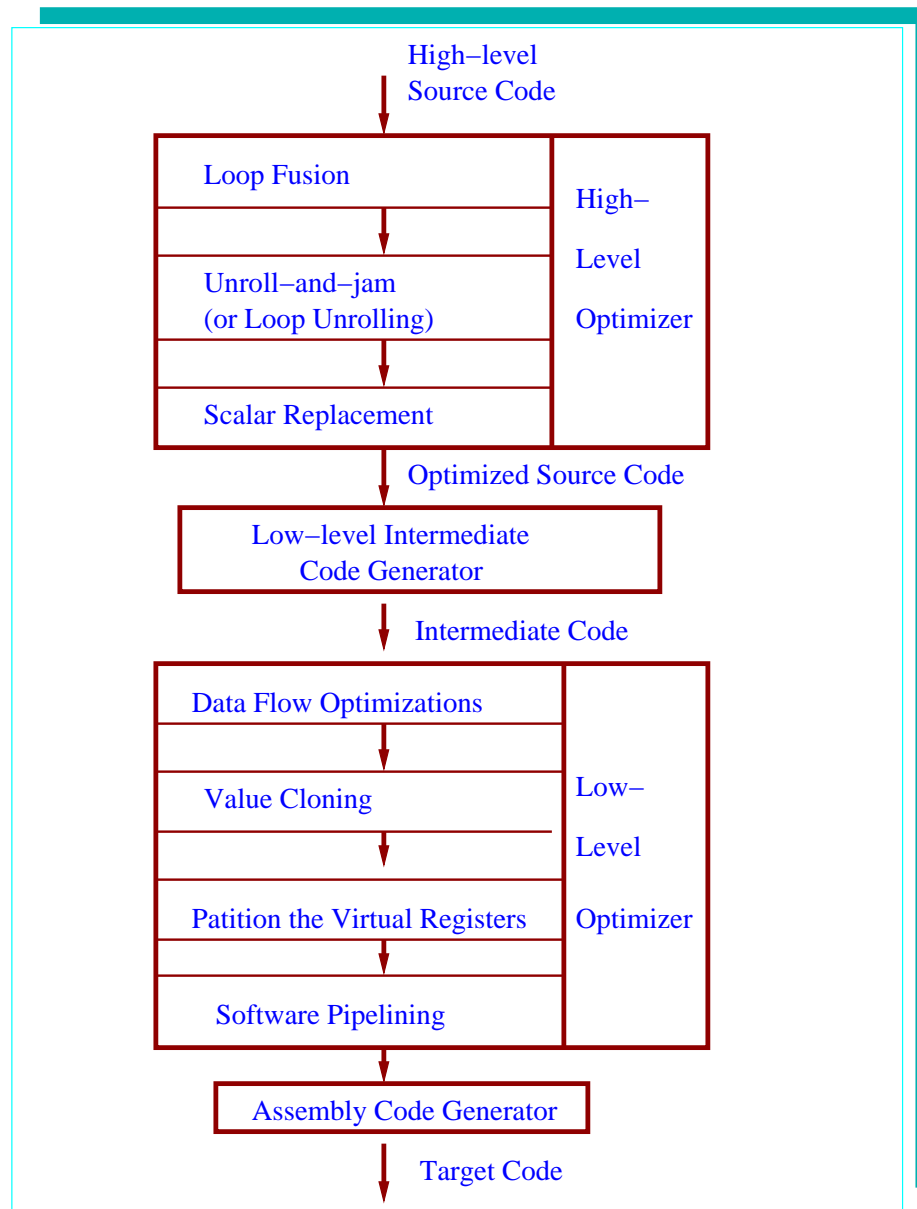 High−level
Source Code
Loop Fusion
High−
Level
Optimizer
Unroll−and−jam
(or Loop Unrolling)
Scalar Replacement
Optimized Source Code
Low−level Intermediate
Code Generator
Intermediate Code
Data Flow Optimizations
Value Cloning
Patition the Virtual Registers
Software Pipelining
Low−
Level
Optimizer
Assembly Code Generator
Target Code